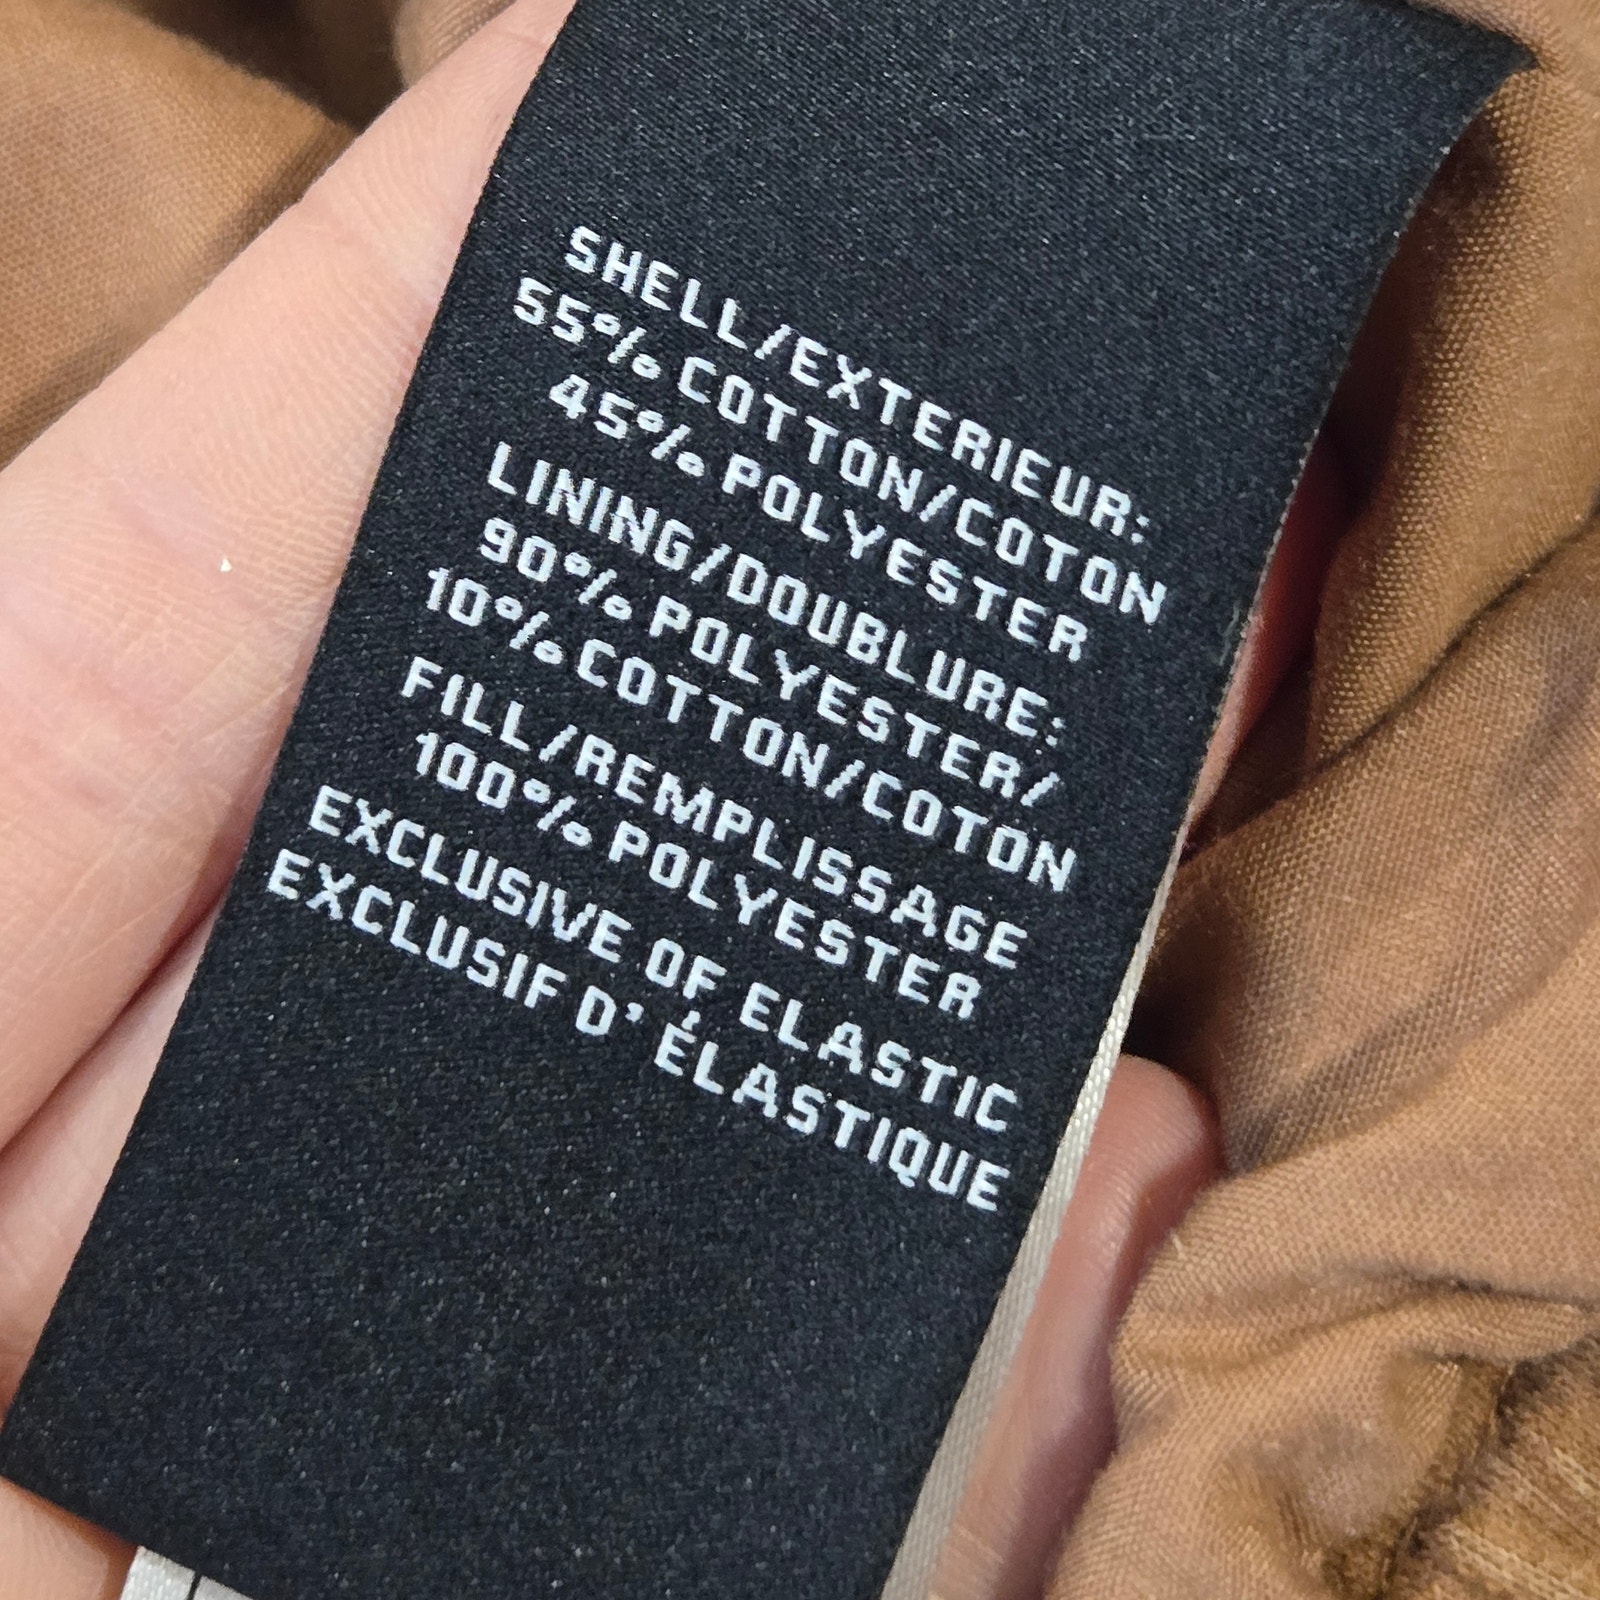 SHELL/EXTERIEUR:
55% COTTON/COTON
45% POLYESTER
LINING/DOUBLURE:
90% POLYESTER/
10% COTTON/COTON
FILL/REMPLISSAGE
100% POLYESTER
EXCLUSIVE OF ELASTIC
EXCLUSIF D'ÉLASTIQUE